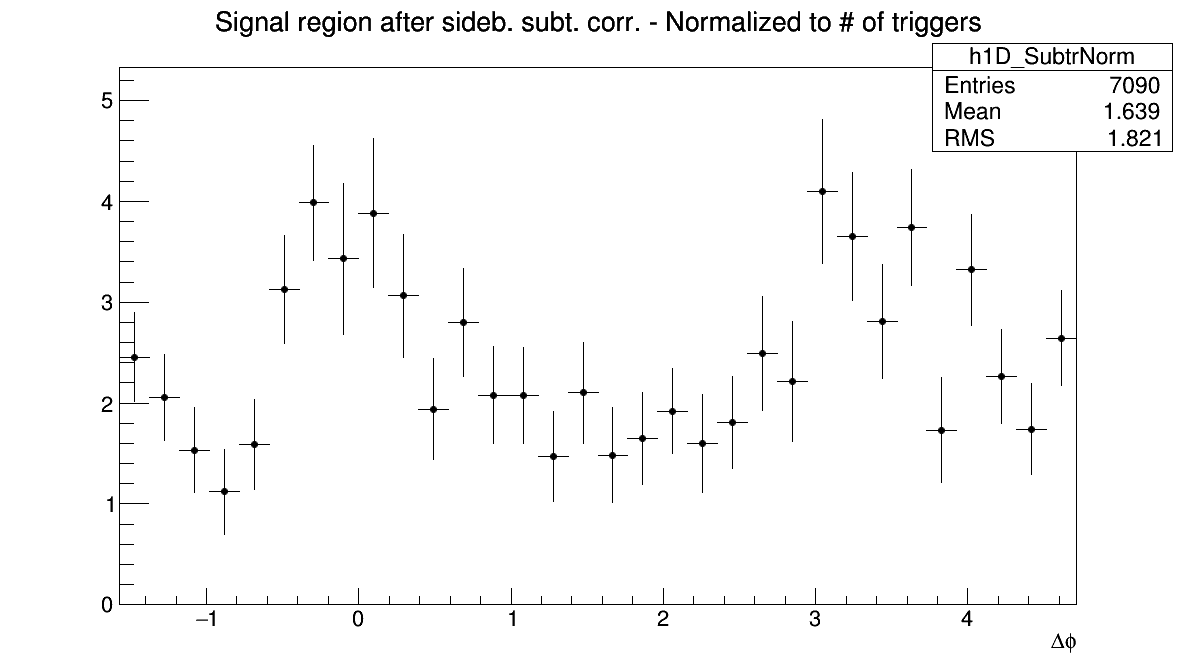 Signal region after sideb. subt. corr. - Normalized to # of triggers
h1D_SubtrNorm
Entries 7090
Mean 1.639
RMS 1.821
5
4
3
2
1
0
−1 0 1 2 3 4
Δϕ